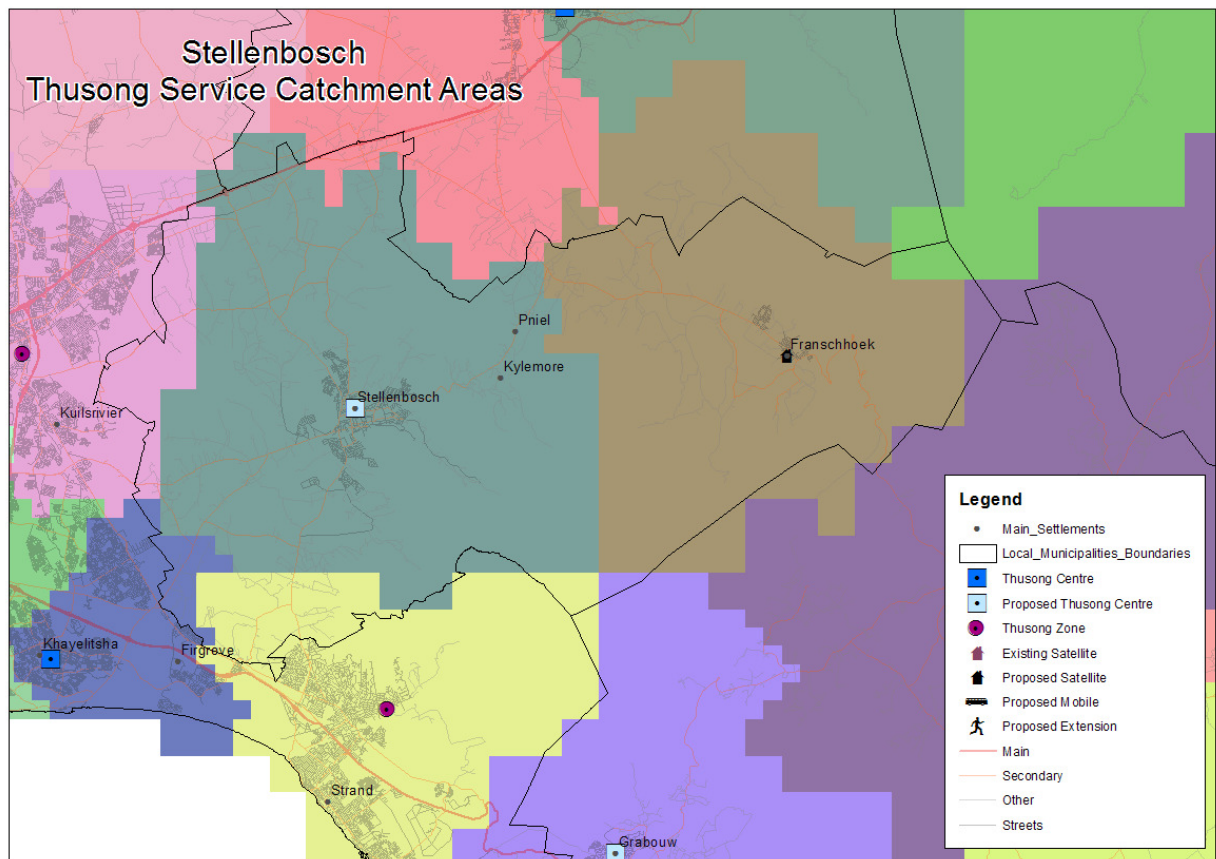 Stellenbosch
Thusong Service Catchment Areas
Pniel
Franschhoek
Kylemore
Stellenbosch
Kuilsrivier
Khayelitsha
Firgrove
Strand
Grabouw
Legend
Main_Settlements
Local_Municipalities_Boundaries
Thusong Centre
Proposed Thusong Centre
Thusong Zone
Existing Satellite
Proposed Satellite
Proposed Mobile
Proposed Extension
Main
Secondary
Other
Streets